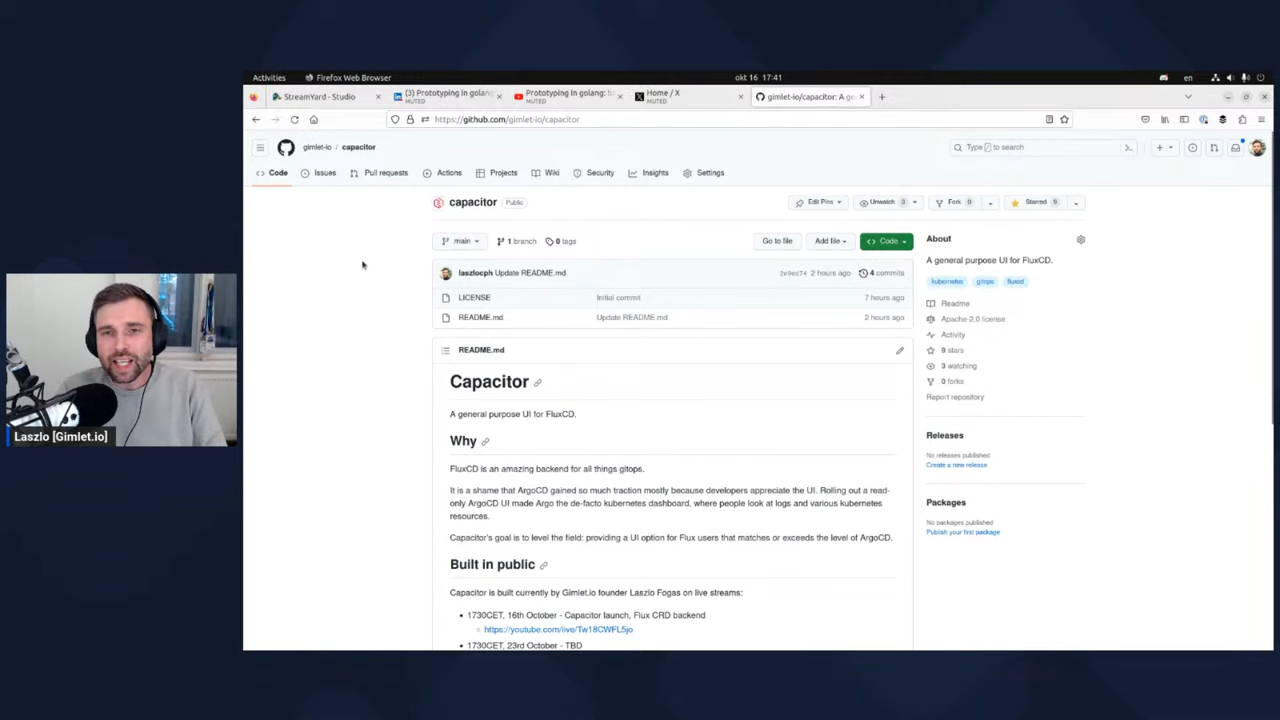 Activities
Firefox Web Browser
okt 16 17:41
en
StreamYard - Studio
(3) Prototyping in golang
MUTED
Prototyping in golang: b
MUTED
Home / X
MUTED
gimlet-io/capacitor: A ge
https://github.com/gimlet-io/capacitor
gimlet-io / capacitor
Type / to search
Code
Issues
Pull requests
Actions
Projects
Wiki
Security
Insights
Settings
capacitor
Public
Edit Pins
Unwatch 3
Fork 0
Starred 9
main
1 branch
0 tags
Go to file
Add file
Code
laszlocph Update README.md
2 hours ago
4 commits
LICENSE
Initial commit
7 hours ago
README.md
Update README.md
2 hours ago
README.md
Capacitor
A general purpose UI for FluxCD.
Why
FluxCD is an amazing backend for all things gitops.
It is a shame that ArgoCD gained so much traction mostly because developers appreciate the UI. Rolling out a read-
only ArgoCD UI made Argo the de-facto kubernetes dashboard, where people look at logs and various kubernetes
resources.
Capacitor's goal is to level the field: providing a UI option for Flux users that matches or exceeds the level of ArgoCD.
Built in public
Capacitor is built currently by Gimlet.io founder Laszlo Fogas on live streams:
• 1730CET, 16th October - Capacitor launch, Flux CRD backend
https://youtube.com/live/Tw18CWFL5jo
• 1730CET, 23rd October - TBD
About
A general purpose UI for FluxCD.
kubernetes
gitops
fluxcd
Readme
Apache-2.0 license
Activity
9 stars
3 watching
0 forks
Report repository
Releases
No releases published
Create a new release
Packages
No packages published
Publish your first package
Laszlo [Gimlet.io]